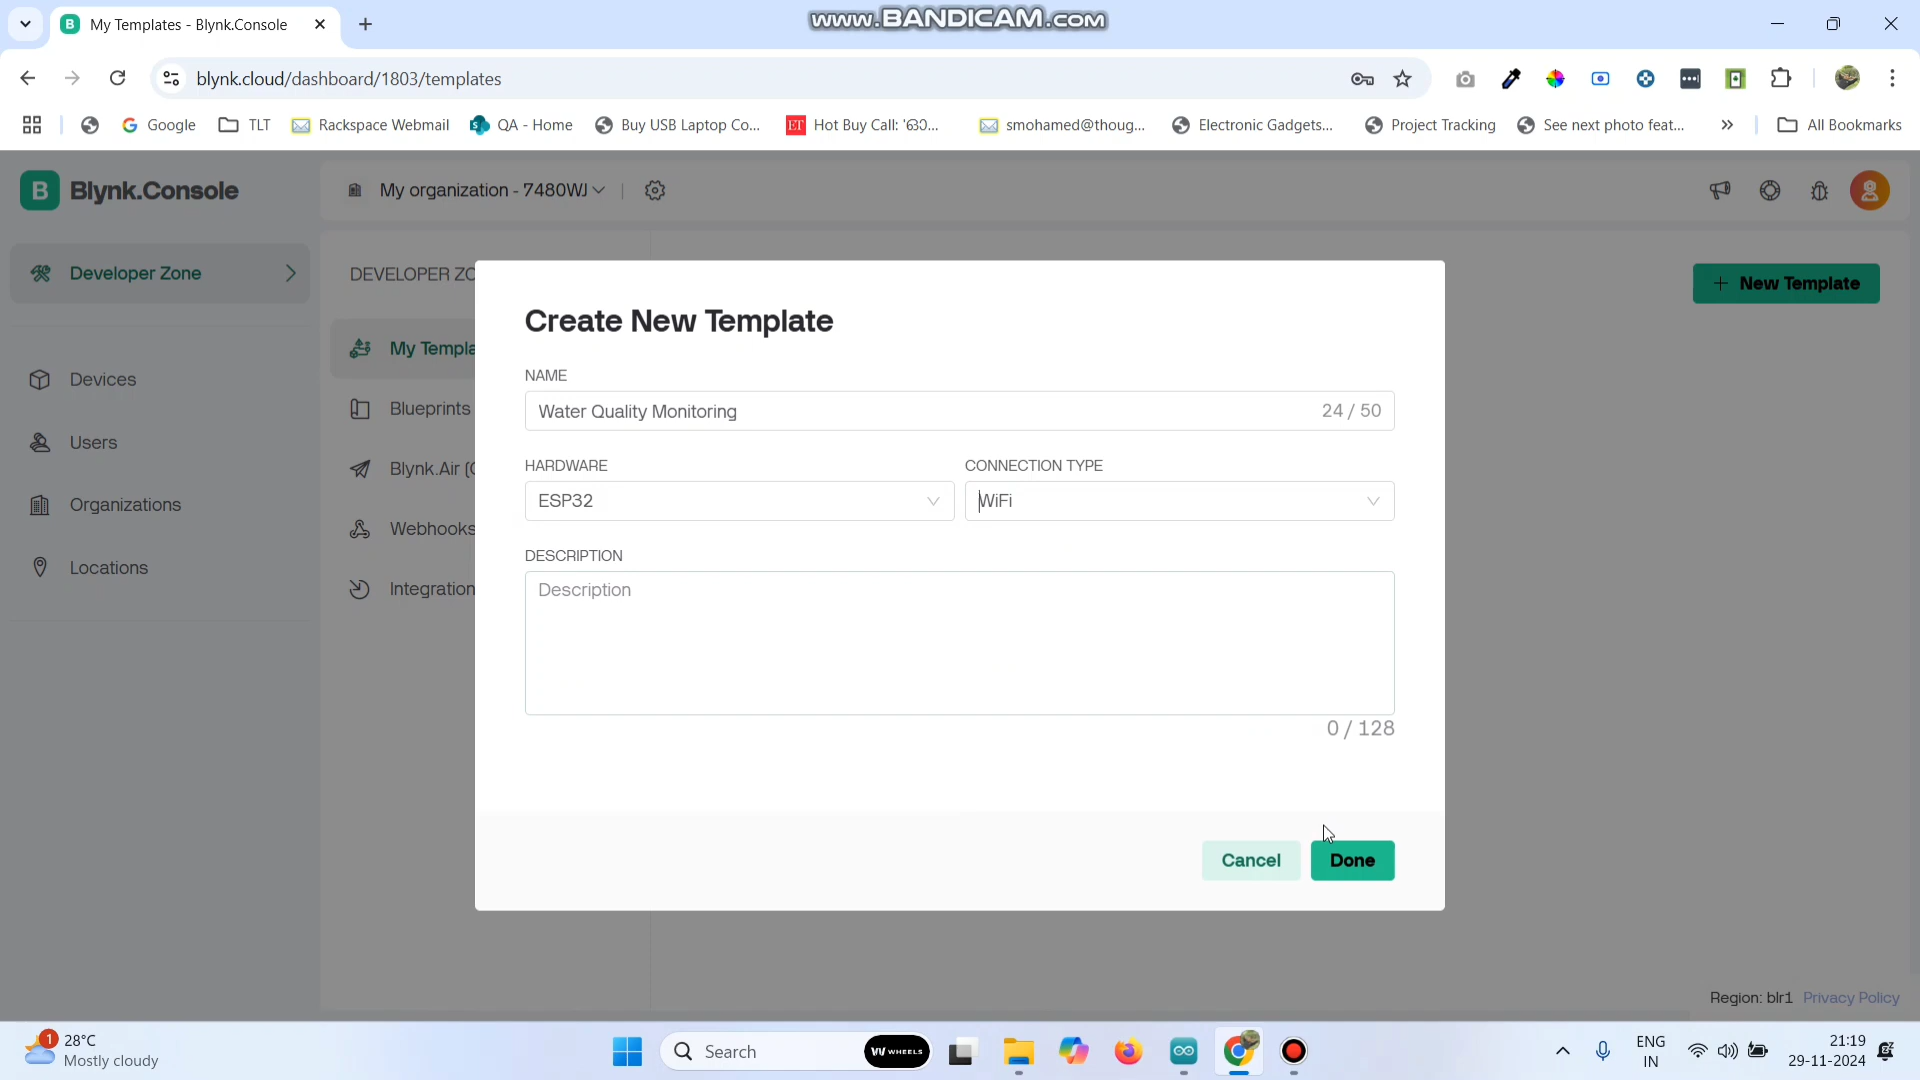 My Templates - Blynk.Console
www.BANDICAM.com
blynk.cloud/dashboard/1803/templates
Google
TLT
Rackspace Webmail
QA - Home
Buy USB Laptop Co...
ET
smohamed@thoug...
Electronic Gadgets...
Project Tracking
See next photo feat...
All Bookmarks
B Blynk.Console
My organization - 7480WJ
Developer Zone
DEVELOPER ZO
+ New Template
Create New Template
My Templa
NAME
Devices
Water Quality Monitoring
24 / 50
Blueprints
Users
HARDWARE
CONNECTION TYPE
Blynk.Air (
ESP32
WiFi
Organizations
Webhooks
DESCRIPTION
Locations
Integration
Description
0 / 128
Cancel
Done
Region: blr1 Privacy Policy
1
28°C
Mostly cloudy
Search
WHEELS
ENG
IN
21:19
29-11-2024